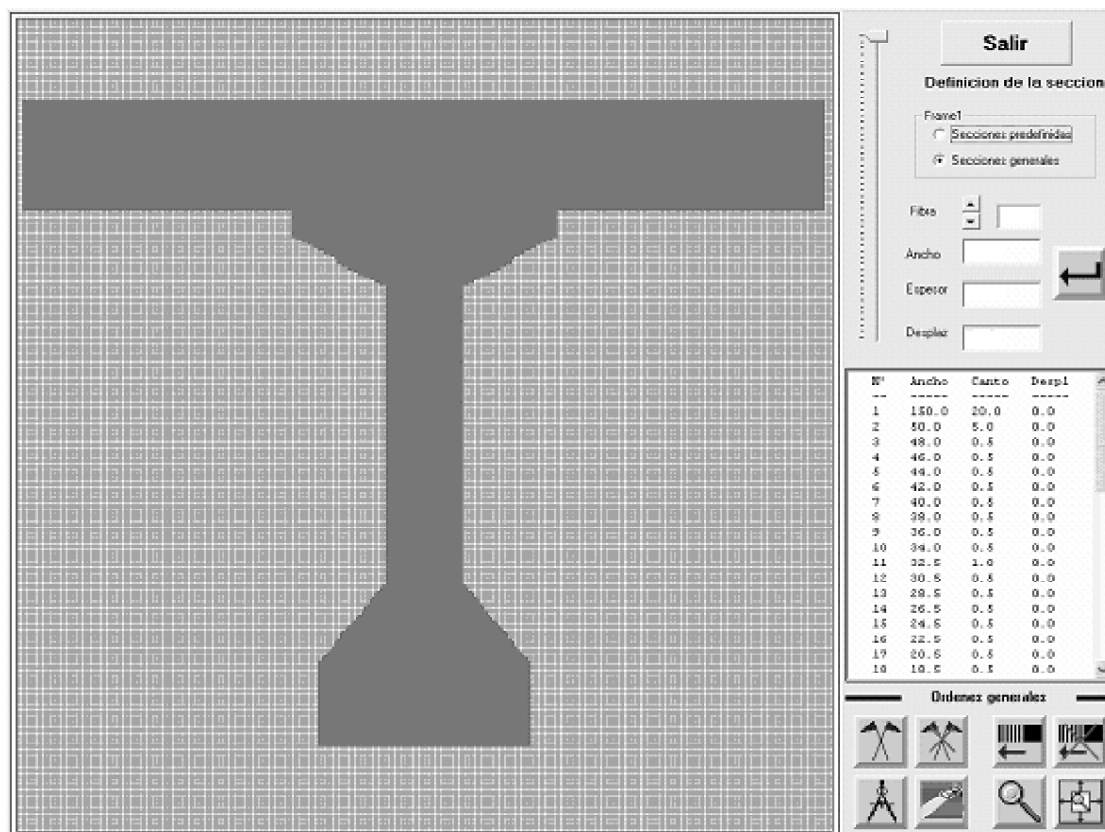 Salir
Definicion de la seccion
Frame1
Secciones predefinidas
Secciones generales
Fibra
Ancho
Espesor
Desplaz
Nº Ancho Canto Despl
-- ----- ----- -----
1 150.0 20.0 0.0
2 50.0 5.0 0.0
3 48.0 0.5 0.0
4 46.0 0.5 0.0
5 44.0 0.5 0.0
6 42.0 0.5 0.0
7 40.0 0.5 0.0
8 38.0 0.5 0.0
9 36.0 0.5 0.0
10 34.0 0.5 0.0
11 32.5 1.0 0.0
12 30.5 0.5 0.0
13 28.5 0.5 0.0
14 26.5 0.5 0.0
15 24.5 0.5 0.0
16 22.5 0.5 0.0
17 20.5 0.5 0.0
18 18.5 0.5 0.0
Ordenes generales